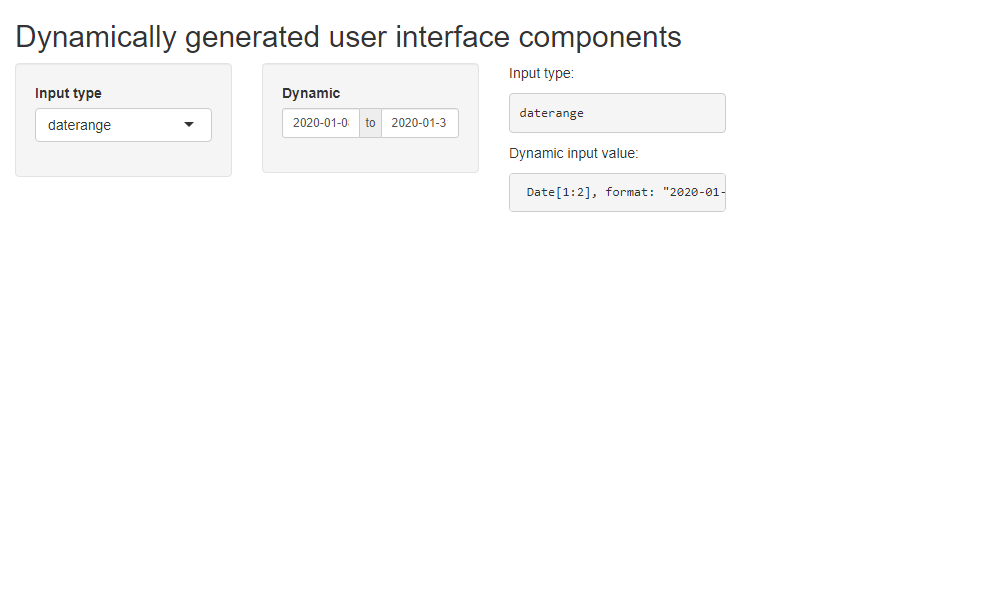 Dynamically generated user interface components
Input type
daterange
Dynamic
2020-01-0
to
2020-01-3
Input type:
daterange
Dynamic input value:
Date[1:2], format: "2020-01-